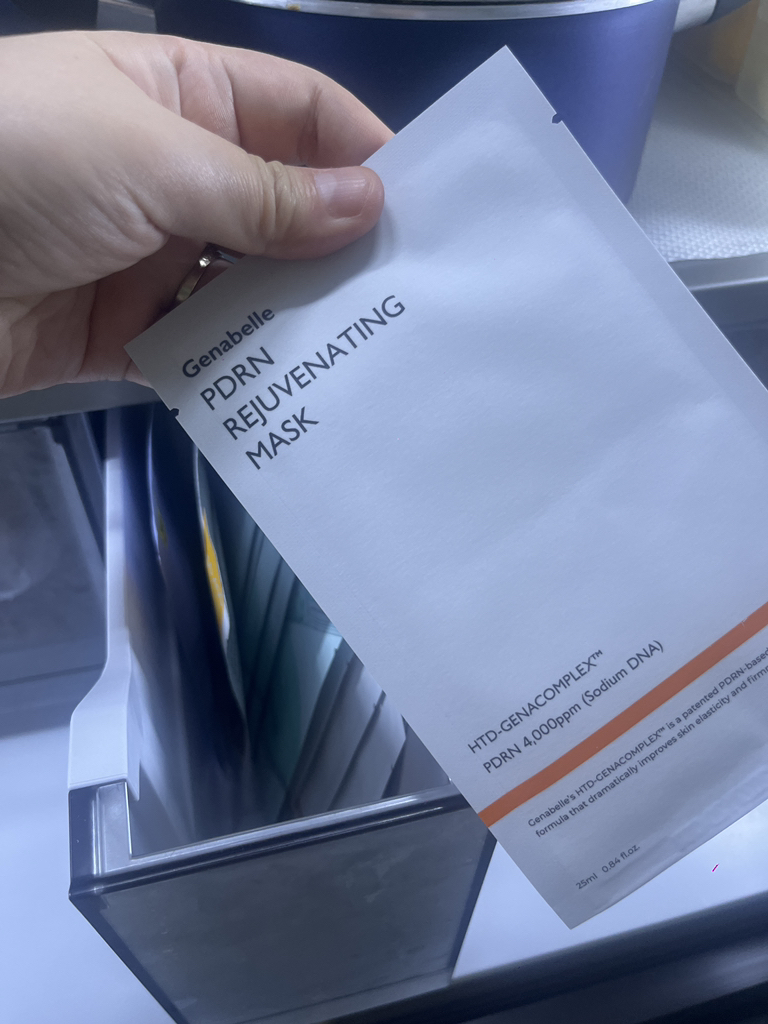 Genabelle
PDRN
REJUVENATING
MASK
HTD-GENACOMPLEX™
PDRN 4,000ppm (Sodium DNA)
Genabelle's HTD-GENACOMPLEX™ is a patented PDRN-based
formula that dramatically improves skin elasticity and
25ml 0.84 fl.oz.